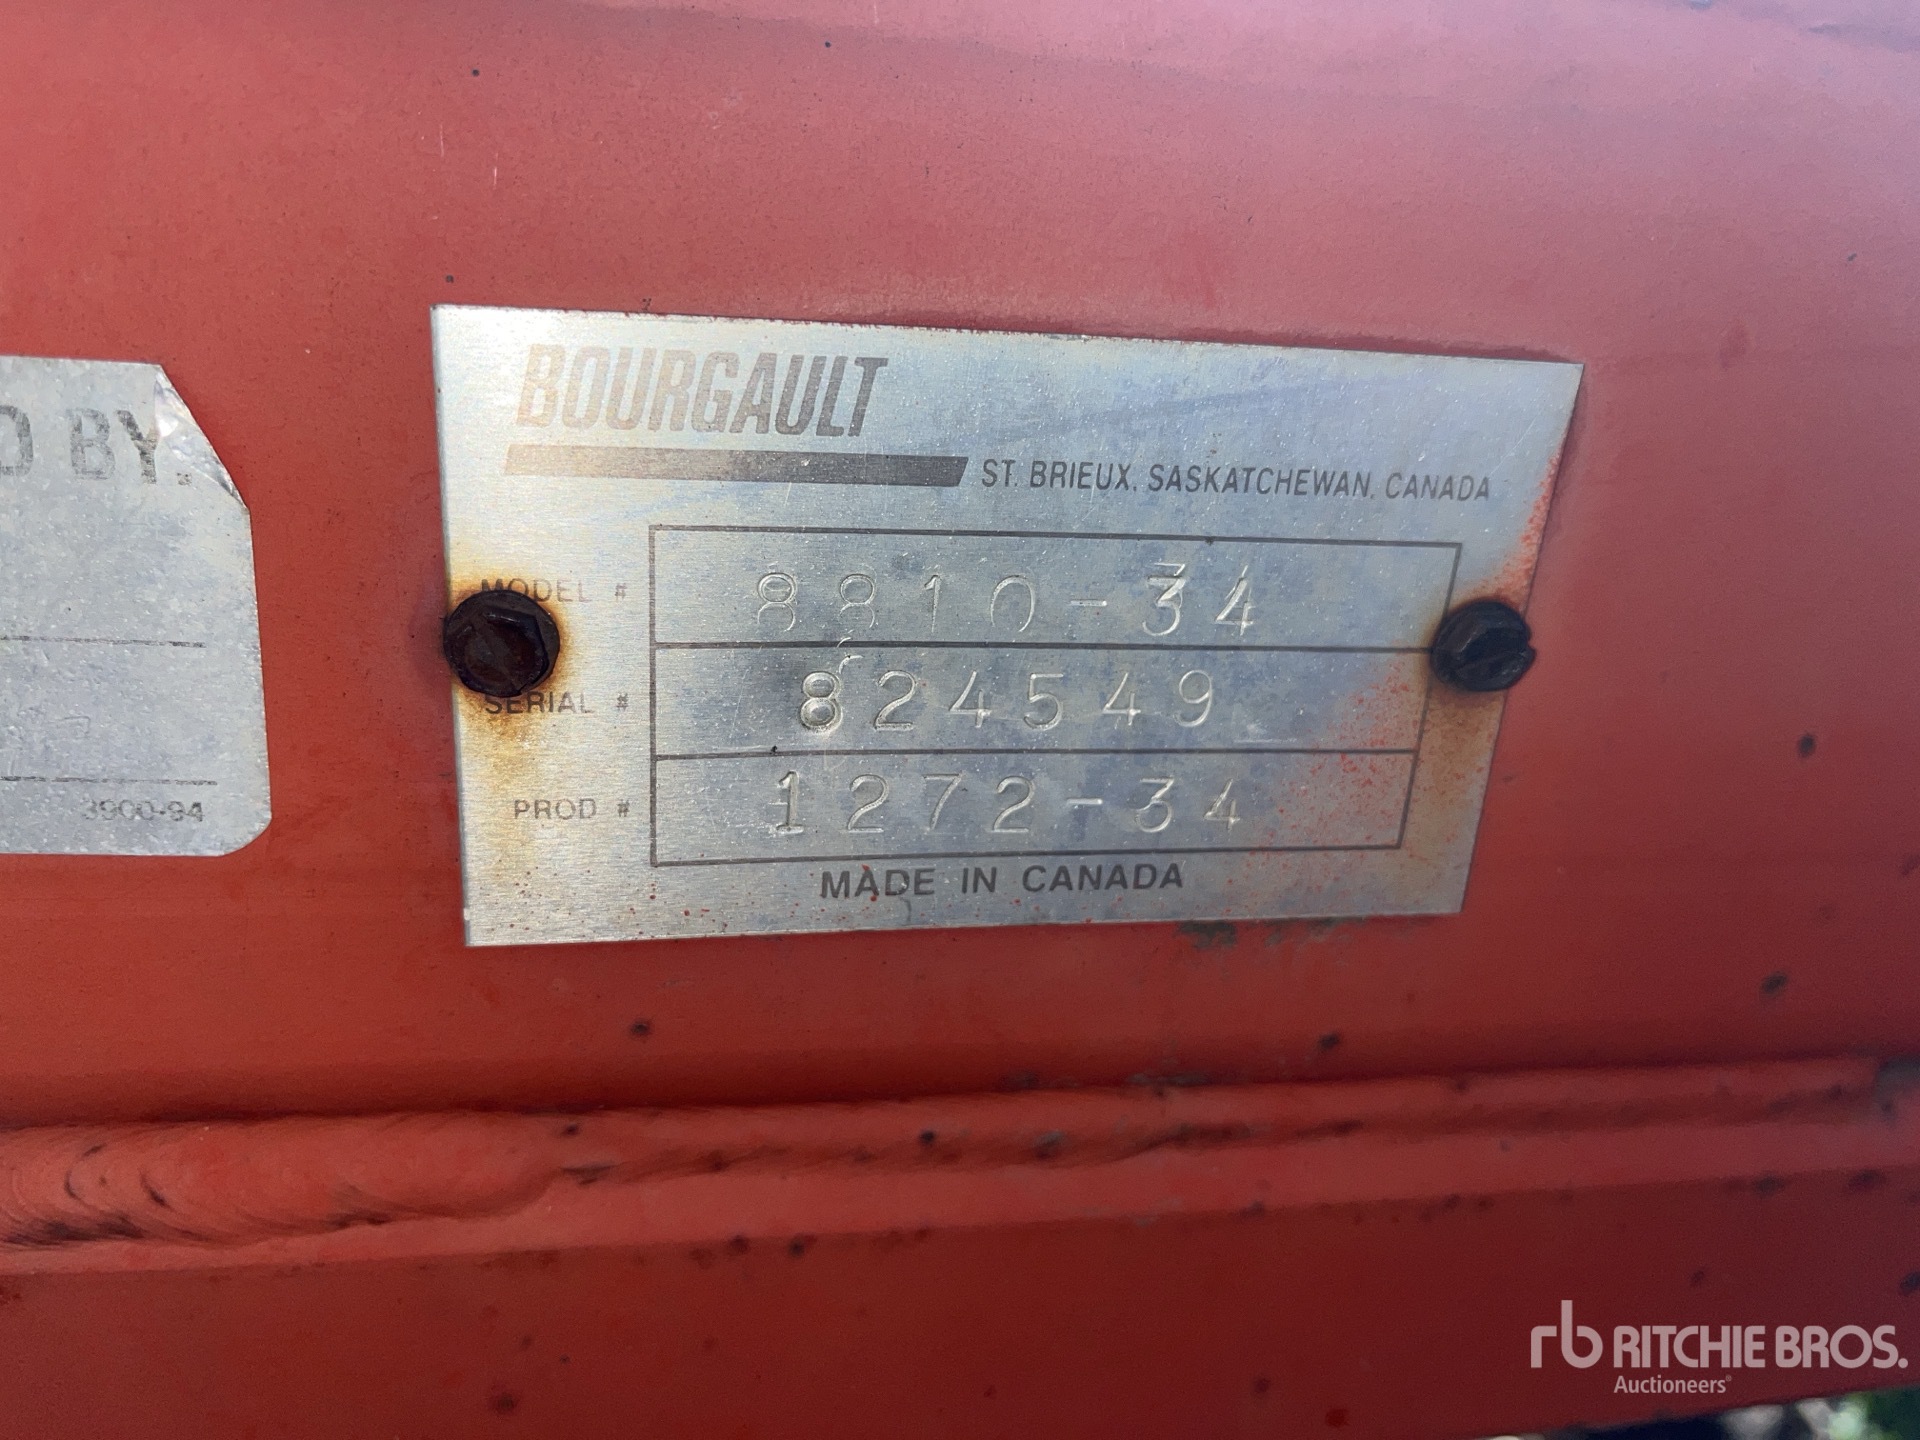 D BY.
3900-94
BOURGAULT
ST. BRIEUX, SASKATCHEWAN, CANADA
MODEL # 8810-34
SERIAL # 824549
PROD # 1272-34
MADE IN CANADA
rb RITCHIE BROS.
Auctioneers